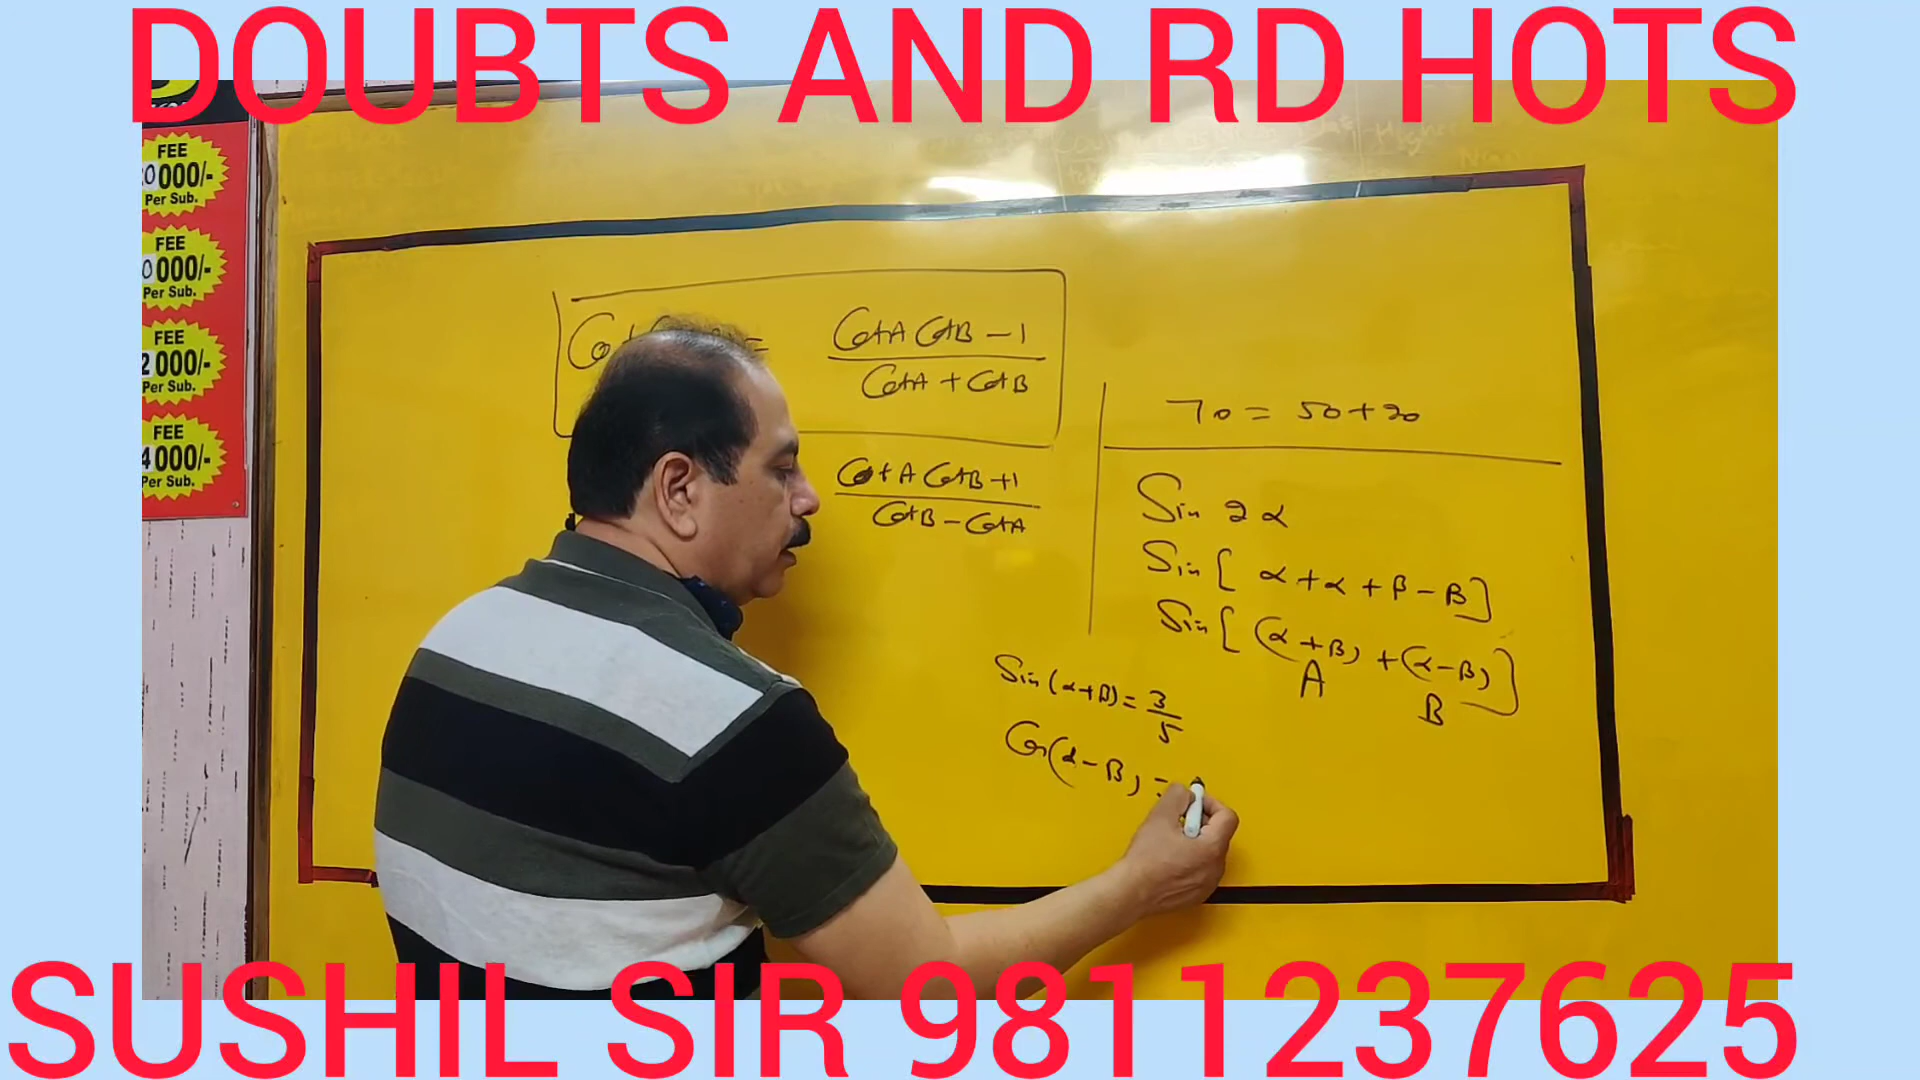 DOUBTS AND RD HOTS
FEE
0000/-
Per Sub.
FEE
0000/-
Per Sub.
FEE
2000/-
Per Sub.
FEE
4000/-
Per Sub.
CotA CotB - 1
CotA + CotB
CotA CotB + 1
CotB - CotA
70 = 50 + 20
Sin 2α
Sin [ α + α + β - β ]
Sin [ (α + β) + (α - β) ]
A B
Sin (α + β) = 3/5
Cos (α - β) =
SUSHIL SIR 9811237625